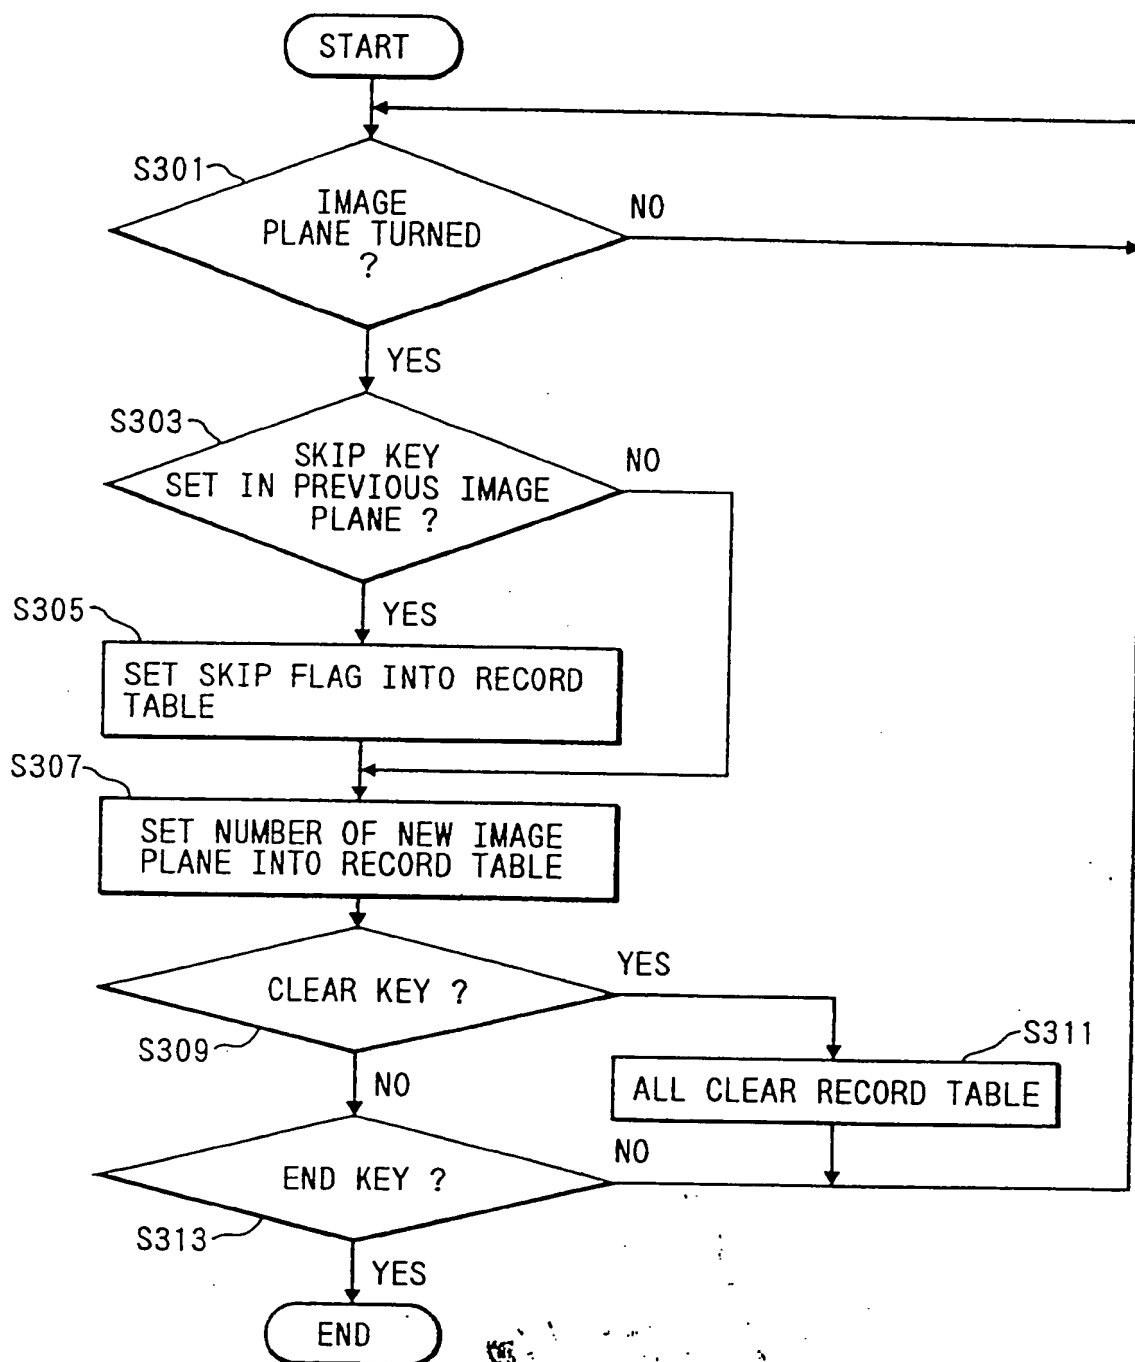 START
S301
IMAGE
PLANE TURNED
?
NO
YES
S303
SKIP KEY
SET IN PREVIOUS IMAGE
PLANE ?
NO
YES
S305
SET SKIP FLAG INTO RECORD
TABLE
S307
SET NUMBER OF NEW IMAGE
PLANE INTO RECORD TABLE
CLEAR KEY ?
YES
S309
NO
S311
ALL CLEAR RECORD TABLE
END KEY ?
NO
S313
YES
END